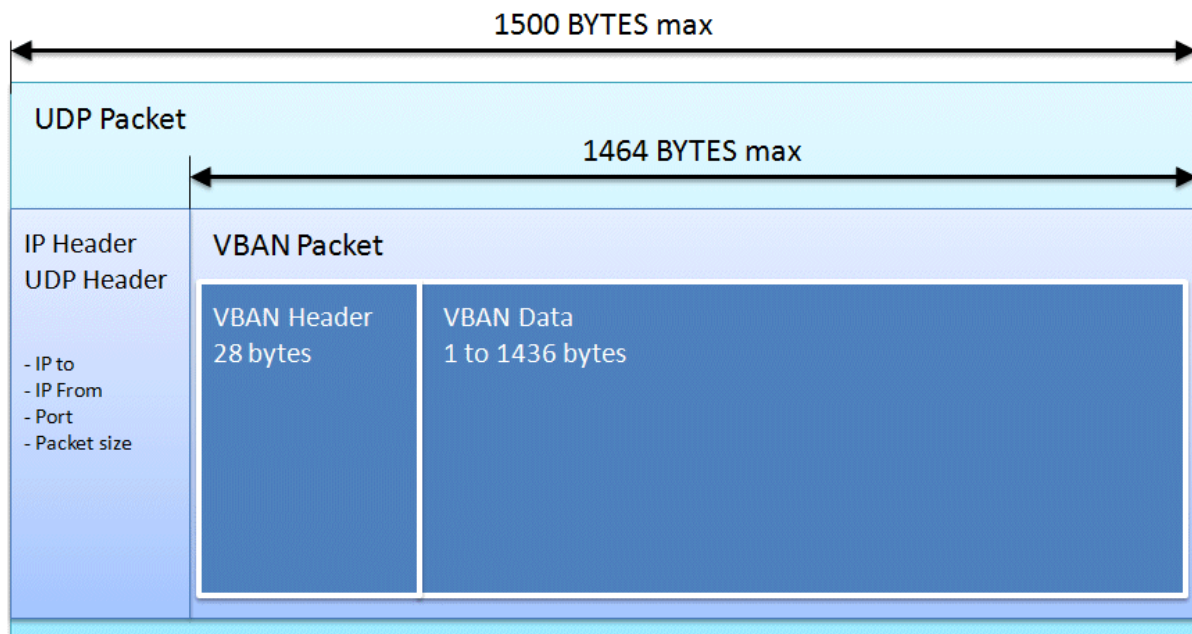 1500 BYTES max
UDP Packet
1464 BYTES max
IP Header
UDP Header
- IP to
- IP From
- Port
- Packet size
VBAN Packet
VBAN Header
28 bytes
VBAN Data
1 to 1436 bytes